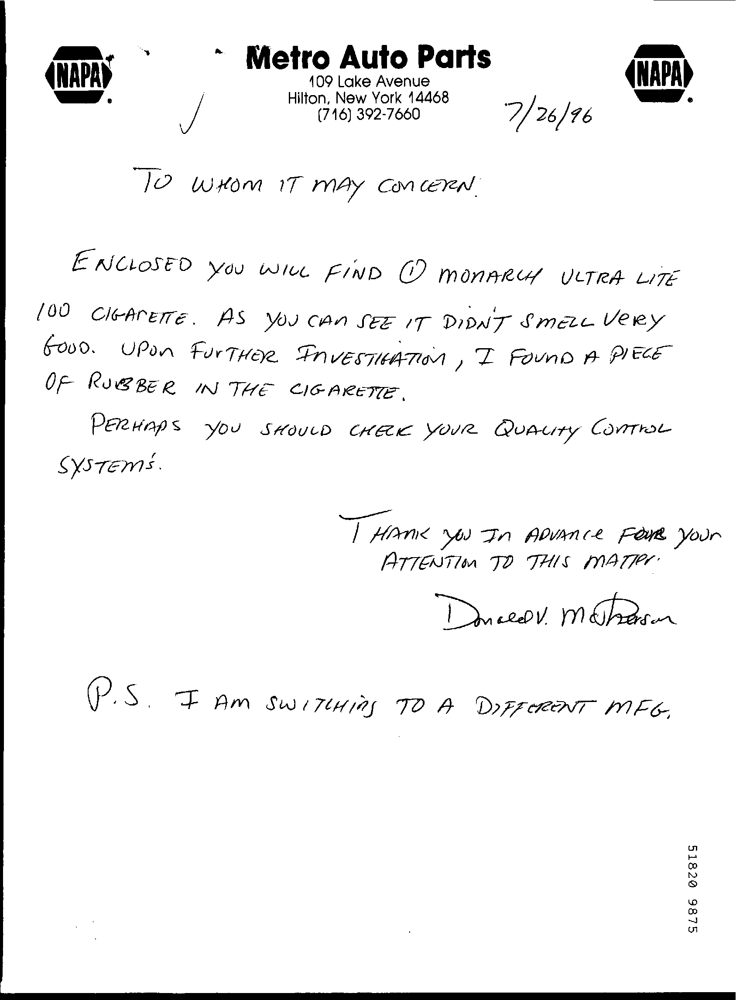 NAPA
Metro Auto Parts
NAPA
109 Lake Avenue
Hilton, New York 14468
(716) 392-7660
7/26/96
TO WHOM IT MAY CONCERN.
ENCLOSED YOU WILL FIND ① MONARCH ULTRA LITE
100 CIGARETTE. AS YOU CAN SEE IT DIDN'T SMELL VERY
GOOD. UPON FURTHER INVESTIGATION, I FOUND A PIECE
OF RUBBER IN THE CIGARETTE.
PERHAPS YOU SHOULD CHECK YOUR QUALITY CONTROL
SYSTEMS.
THANK YOU IN ADVANCE FOUR YOUR
ATTENTION TO THIS MATTER.
Donald V.
P.S. I AM SWITCHING TO A DIFFERENT MFG.
51820 9875